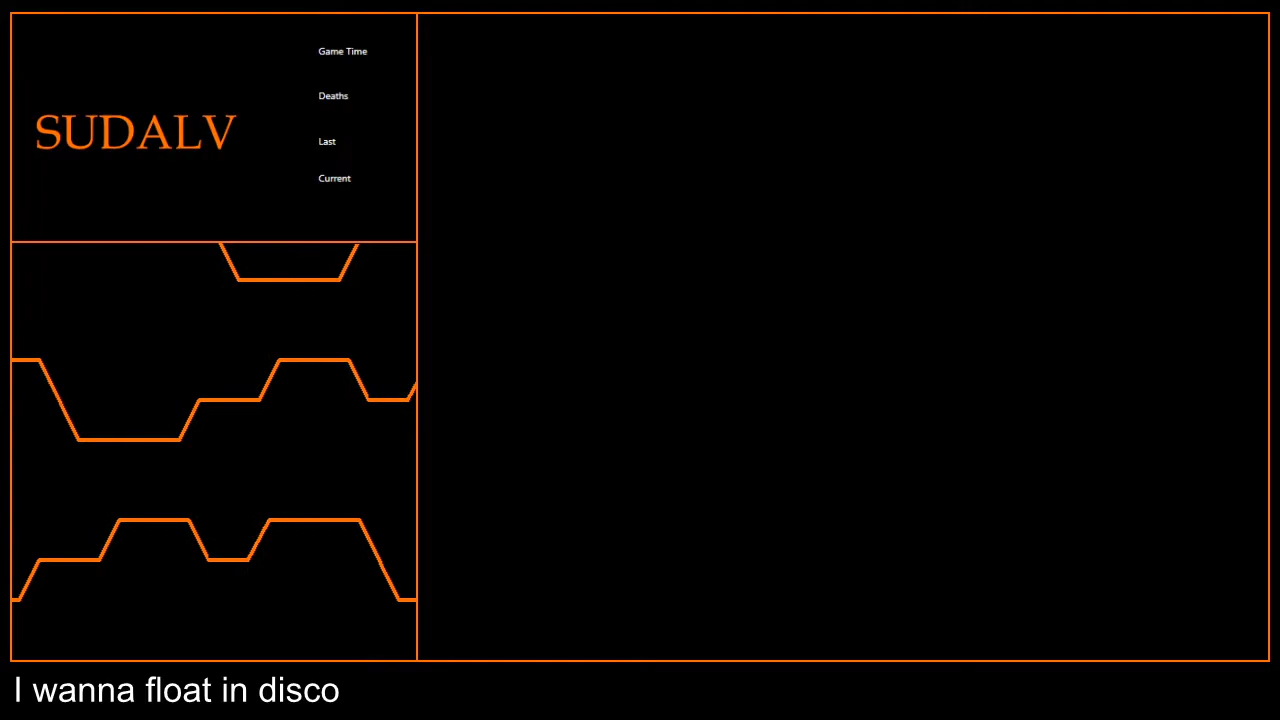 Game Time
Deaths
SUDALV
Last
Current
I wanna float in disco